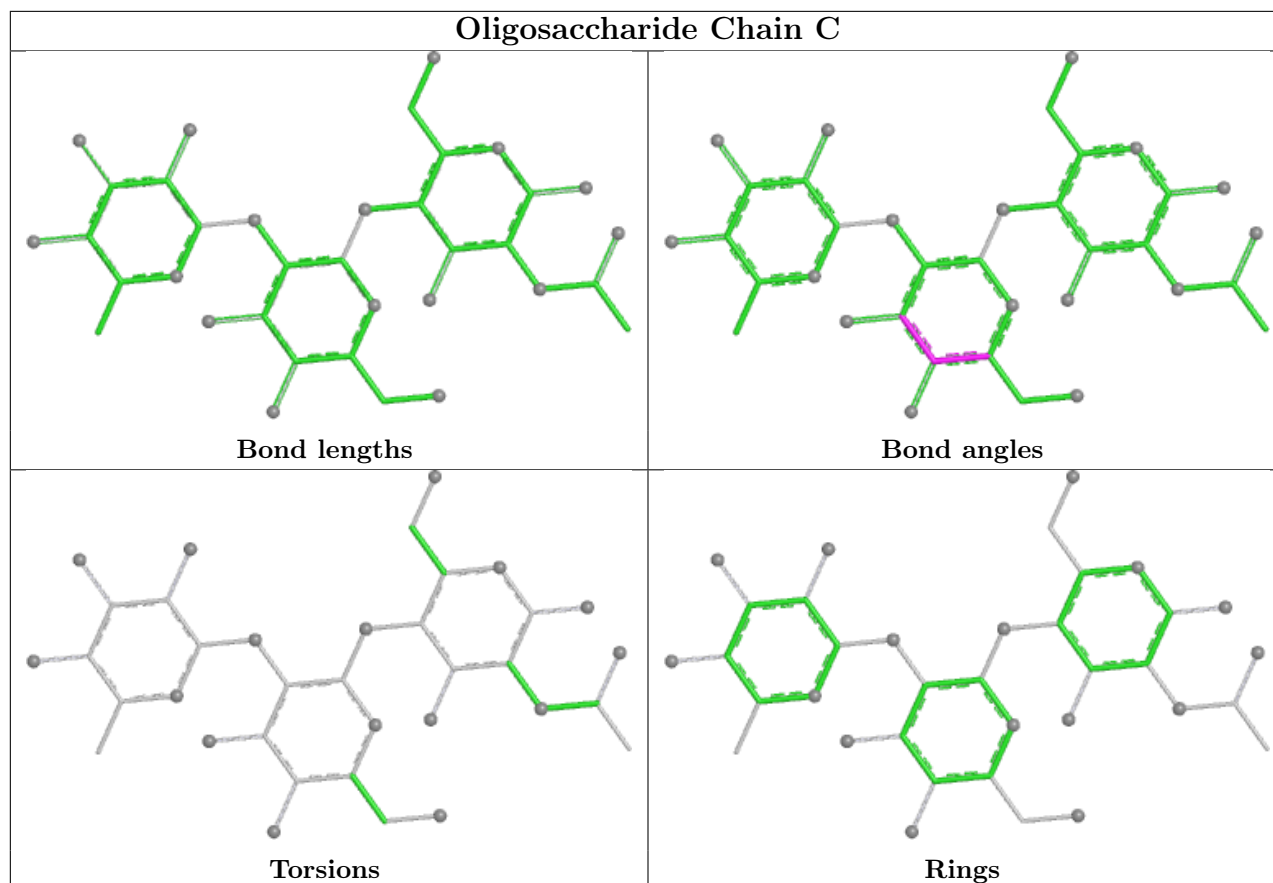 Oligosaccharide Chain C
Bond lengths
Bond angles
Torsions
Rings